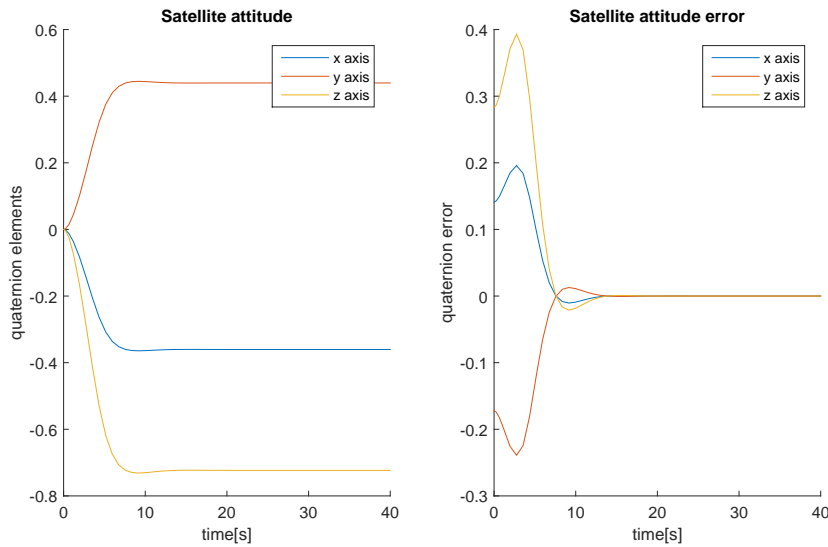 Satellite attitude
quaternion elements
0.6
0.4
0.2
0
-0.2
-0.4
-0.6
-0.8
0
10
20
30
40
time[s]
x axis
y axis
z axis
Satellite attitude error
quaternion error
0.4
0.3
0.2
0.1
0
-0.1
-0.2
-0.3
0
10
20
30
40
time[s]
x axis
y axis
z axis